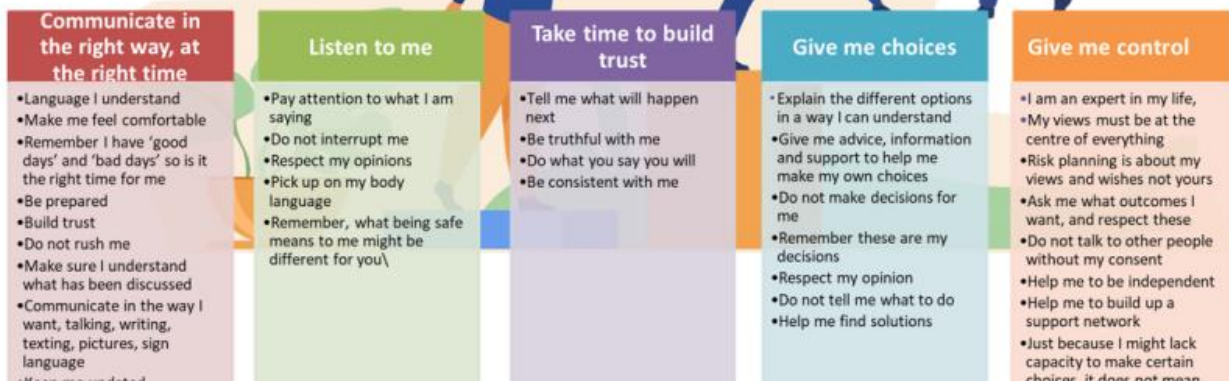 Communicate in
the right way, at
the right time
•Language I understand
•Make me feel comfortable
•Remember I have ‘good
days’ and ‘bad days’ so is it
the right time for me
•Be prepared
•Build trust
•Do not rush me
•Make sure I understand
what has been discussed
•Communicate in the way I
want, talking, writing,
texting, pictures, sign
language
•Keep me updated
Listen to me
•Pay attention to what I am
saying
•Do not interrupt me
•Respect my opinions
•Pick up on my body
language
•Remember, what being safe
means to me might be
different for you\
Take time to build
trust
•Tell me what will happen
next
•Be truthful with me
•Do what you say you will
•Be consistent with me
Give me choices
•Explain the different options
in a way I can understand
•Give me advice, information
and support to help me
make my own choices
•Do not make decisions for
me
•Remember these are my
decisions
•Respect my opinion
•Do not tell me what to do
•Help me find solutions
Give me control
•I am an expert in my life,
•My views must be at the
centre of everything
•Risk planning is about my
views and wishes not yours
•Ask me what outcomes I
want, and respect these
•Do not talk to other people
without my consent
•Help me to be independent
•Help me to build up a
support network
•Just because I might lack
capacity to make certain
choices, it does not mean